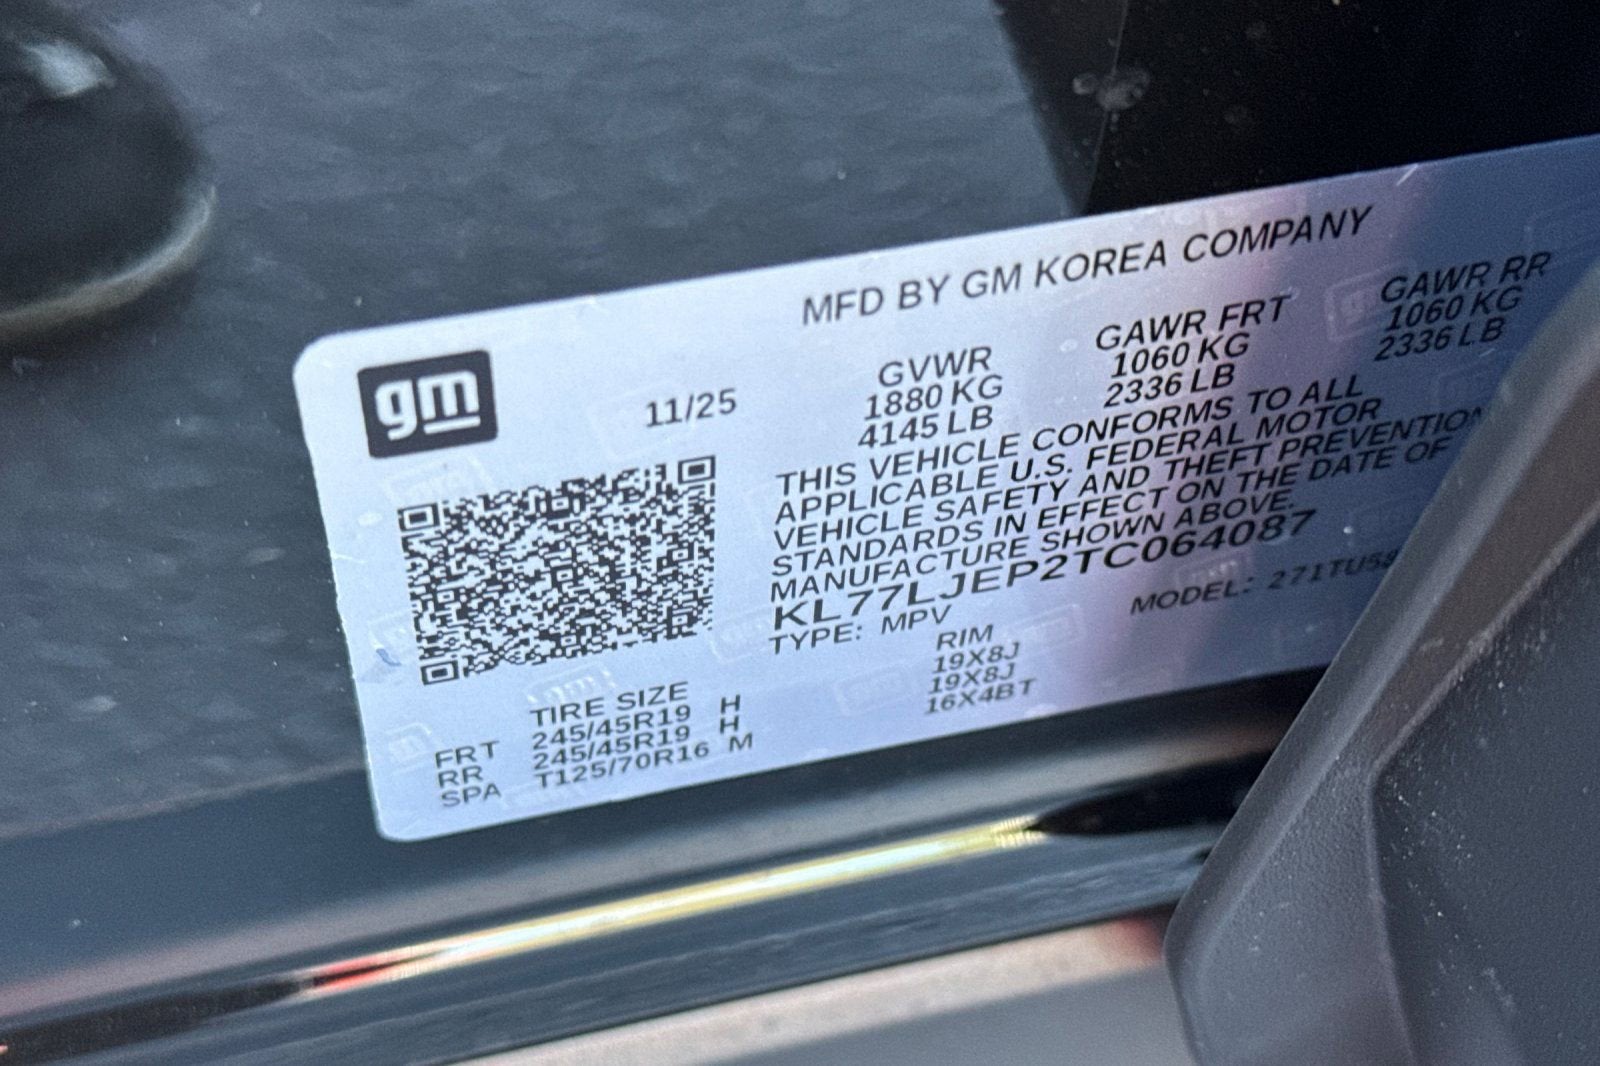 gm
MFD BY GM KOREA COMPANY
11/25
GVWR GAWR FRT GAWR RR
1880 KG 1060 KG 1060 KG
4145 LB 2336 LB 2336 LB
THIS VEHICLE CONFORMS TO ALL
APPLICABLE U.S. FEDERAL MOTOR
VEHICLE SAFETY AND THEFT PREVENTION
STANDARDS IN EFFECT ON THE DATE OF
MANUFACTURE SHOWN ABOVE.
KL77LJEP2TC064087
TYPE: MPV MODEL: 271TU58
TIRE SIZE RIM
FRT 245/45R19 H 19X8J
RR 245/45R19 H 19X8J
SPA T125/70R16 M 16X4BT